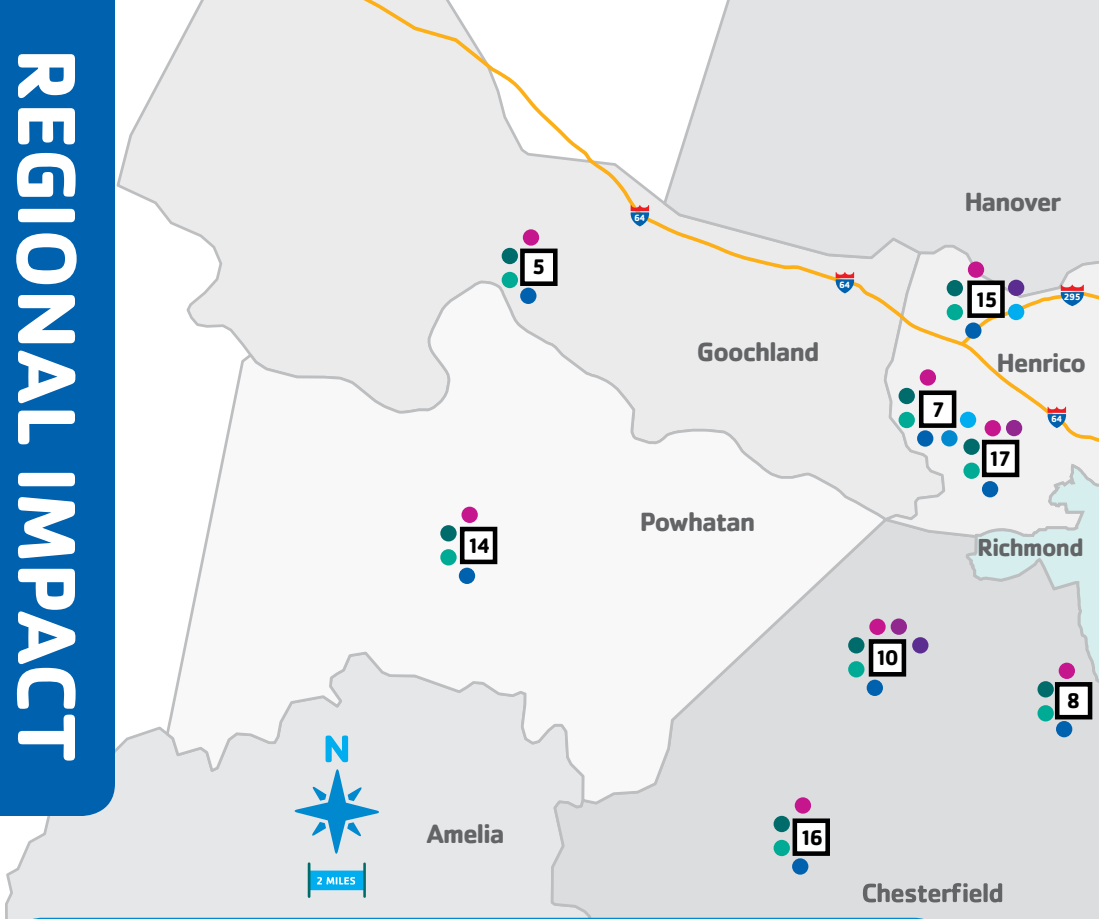 REGIONAL IMPACT
Hanover
64
5
64
15
295
Goochland
Henrico
7
64
17
Powhatan
14
Richmond
10
8
N
Amelia
16
2 MILES
Chesterfield